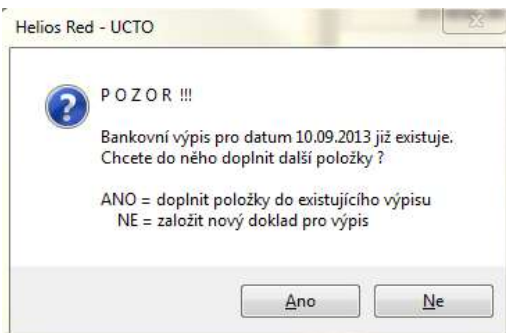 Helios Red - UCTO
P O Z O R !!!
Bankovní výpis pro datum 10.09.2013 již existuje.
Chcete do něho doplnit další položky ?
ANO = doplnit položky do existujícího výpisu
NE = založit nový doklad pro výpis
Ano
Ne